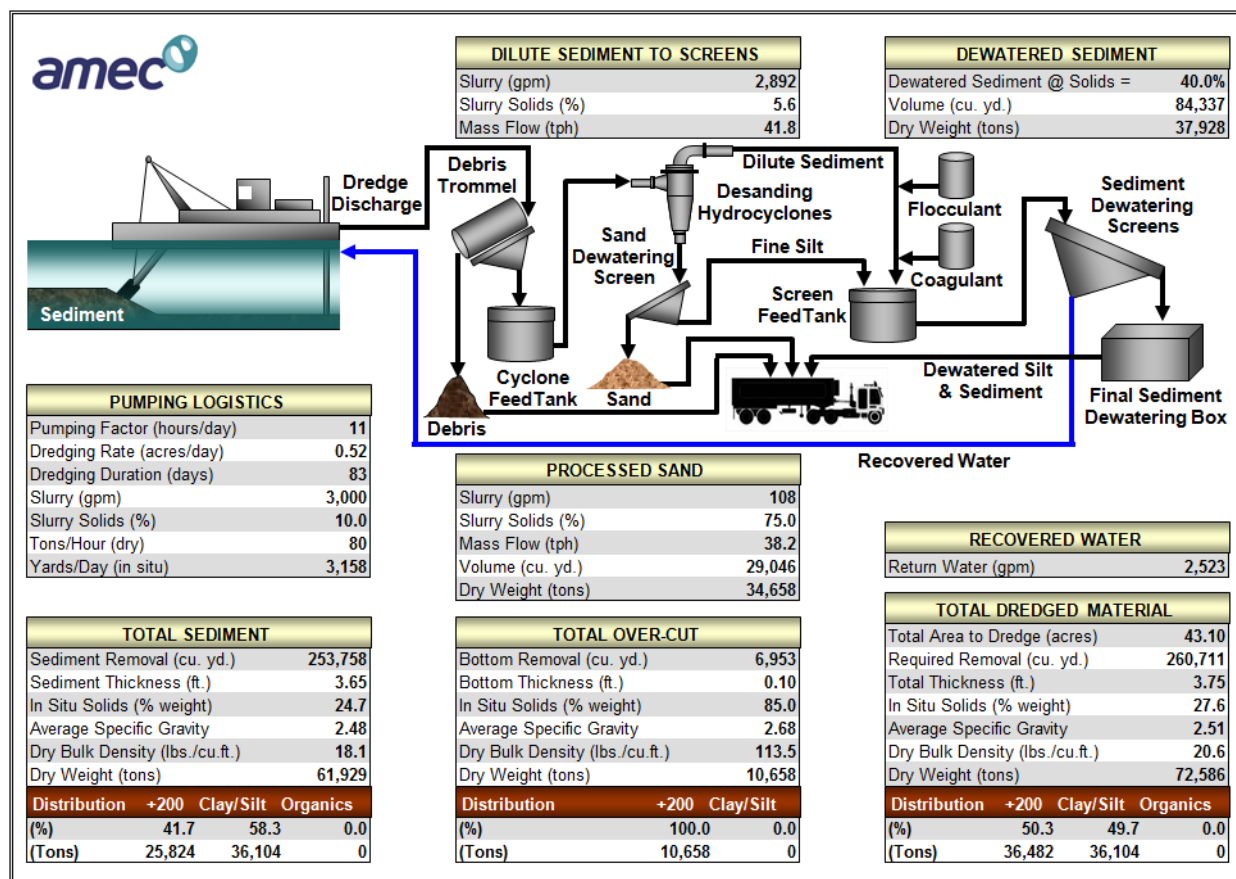 amec
DILUTE SEDIMENT TO SCREENS
Slurry (gpm) 2,892
Slurry Solids (%) 5.6
Mass Flow (tph) 41.8
DEWATERED SEDIMENT
Dewatered Sediment @ Solids = 40.0%
Volume (cu. yd.) 84,337
Dry Weight (tons) 37,928
Dredge
Discharge
Debris
Trommel
Dilute Sediment
Desanding
Hydrocyclones
Flocculant
Sediment
Dewatering
Screens
Sand
Dewatering
Screen
Fine Silt
Coagulant
Screen
Feed Tank
Sediment
Cyclone
Feed Tank
Sand
Debris
Dewatered Silt
& Sediment
Final Sediment
Dewatering Box
Recovered Water
PUMPING LOGISTICS
Pumping Factor (hours/day) 11
Dredging Rate (acres/day) 0.52
Dredging Duration (days) 83
Slurry (gpm) 3,000
Slurry Solids (%) 10.0
Tons/Hour (dry) 80
Yards/Day (in situ) 3,158
PROCESSED SAND
Slurry (gpm) 108
Slurry Solids (%) 75.0
Mass Flow (tph) 38.2
Volume (cu. yd.) 29,046
Dry Weight (tons) 34,658
RECOVERED WATER
Return Water (gpm) 2,523
TOTAL SEDIMENT
Sediment Removal (cu. yd.) 253,758
Sediment Thickness (ft.) 3.65
In Situ Solids (% weight) 24.7
Average Specific Gravity 2.48
Dry Bulk Density (lbs./cu.ft.) 18.1
Dry Weight (tons) 61,929
Distribution +200 Clay/Silt Organics
(%) 41.7 58.3 0.0
(Tons) 25,824 36,104 0
TOTAL OVER-CUT
Bottom Removal (cu. yd.) 6,953
Bottom Thickness (ft.) 0.10
In Situ Solids (% weight) 85.0
Average Specific Gravity 2.68
Dry Bulk Density (lbs./cu.ft.) 113.5
Dry Weight (tons) 10,658
Distribution +200 Clay/Silt
(%) 100.0 0.0
(Tons) 10,658 0
TOTAL DREDGED MATERIAL
Total Area to Dredge (acres) 43.10
Required Removal (cu. yd.) 260,711
Total Thickness (ft.) 3.75
In Situ Solids (% weight) 27.6
Average Specific Gravity 2.51
Dry Bulk Density (lbs./cu.ft.) 20.6
Dry Weight (tons) 72,586
Distribution +200 Clay/Silt Organics
(%) 50.3 49.7 0.0
(Tons) 36,482 36,104 0